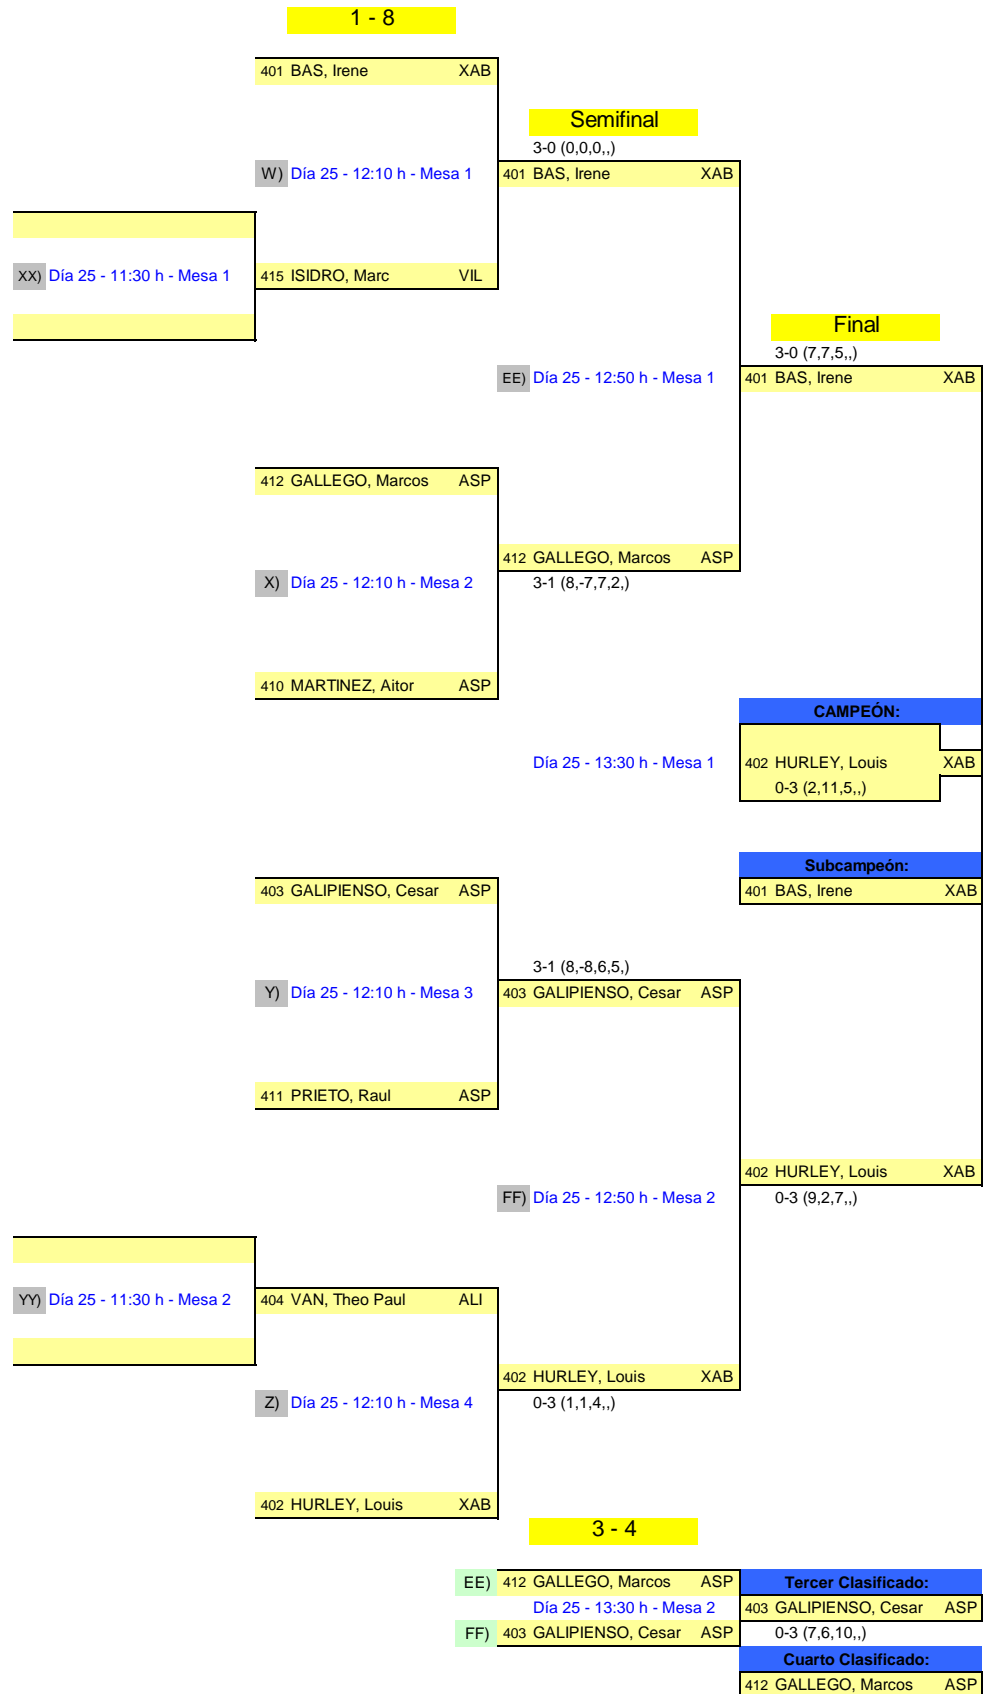 1 - 8
401 BAS, Irene XAB
Semifinal
3-0 (0,0,0,,)
W) Día 25 - 12:10 h - Mesa 1
401 BAS, Irene XAB
XX) Día 25 - 11:30 h - Mesa 1
415 ISIDRO, Marc VIL
Final
3-0 (7,7,5,,)
EE) Día 25 - 12:50 h - Mesa 1
401 BAS, Irene XAB
412 GALLEGO, Marcos ASP
412 GALLEGO, Marcos ASP
X) Día 25 - 12:10 h - Mesa 2
3-1 (8,-7,7,2,)
410 MARTINEZ, Aitor ASP
CAMPEÓN:
Día 25 - 13:30 h - Mesa 1
402 HURLEY, Louis XAB
0-3 (2,11,5,,)
Subcampeón:
403 GALIPIENSO, Cesar ASP
401 BAS, Irene XAB
3-1 (8,-8,6,5,)
Y) Día 25 - 12:10 h - Mesa 3
403 GALIPIENSO, Cesar ASP
411 PRIETO, Raul ASP
402 HURLEY, Louis XAB
FF) Día 25 - 12:50 h - Mesa 2
0-3 (9,2,7,,)
YY) Día 25 - 11:30 h - Mesa 2
404 VAN, Theo Paul ALI
402 HURLEY, Louis XAB
Z) Día 25 - 12:10 h - Mesa 4
0-3 (1,1,4,,)
402 HURLEY, Louis XAB
3 - 4
EE) 412 GALLEGO, Marcos ASP
Tercer Clasificado:
Día 25 - 13:30 h - Mesa 2
403 GALIPIENSO, Cesar ASP
FF) 403 GALIPIENSO, Cesar ASP
0-3 (7,6,10,,)
Cuarto Clasificado:
412 GALLEGO, Marcos ASP